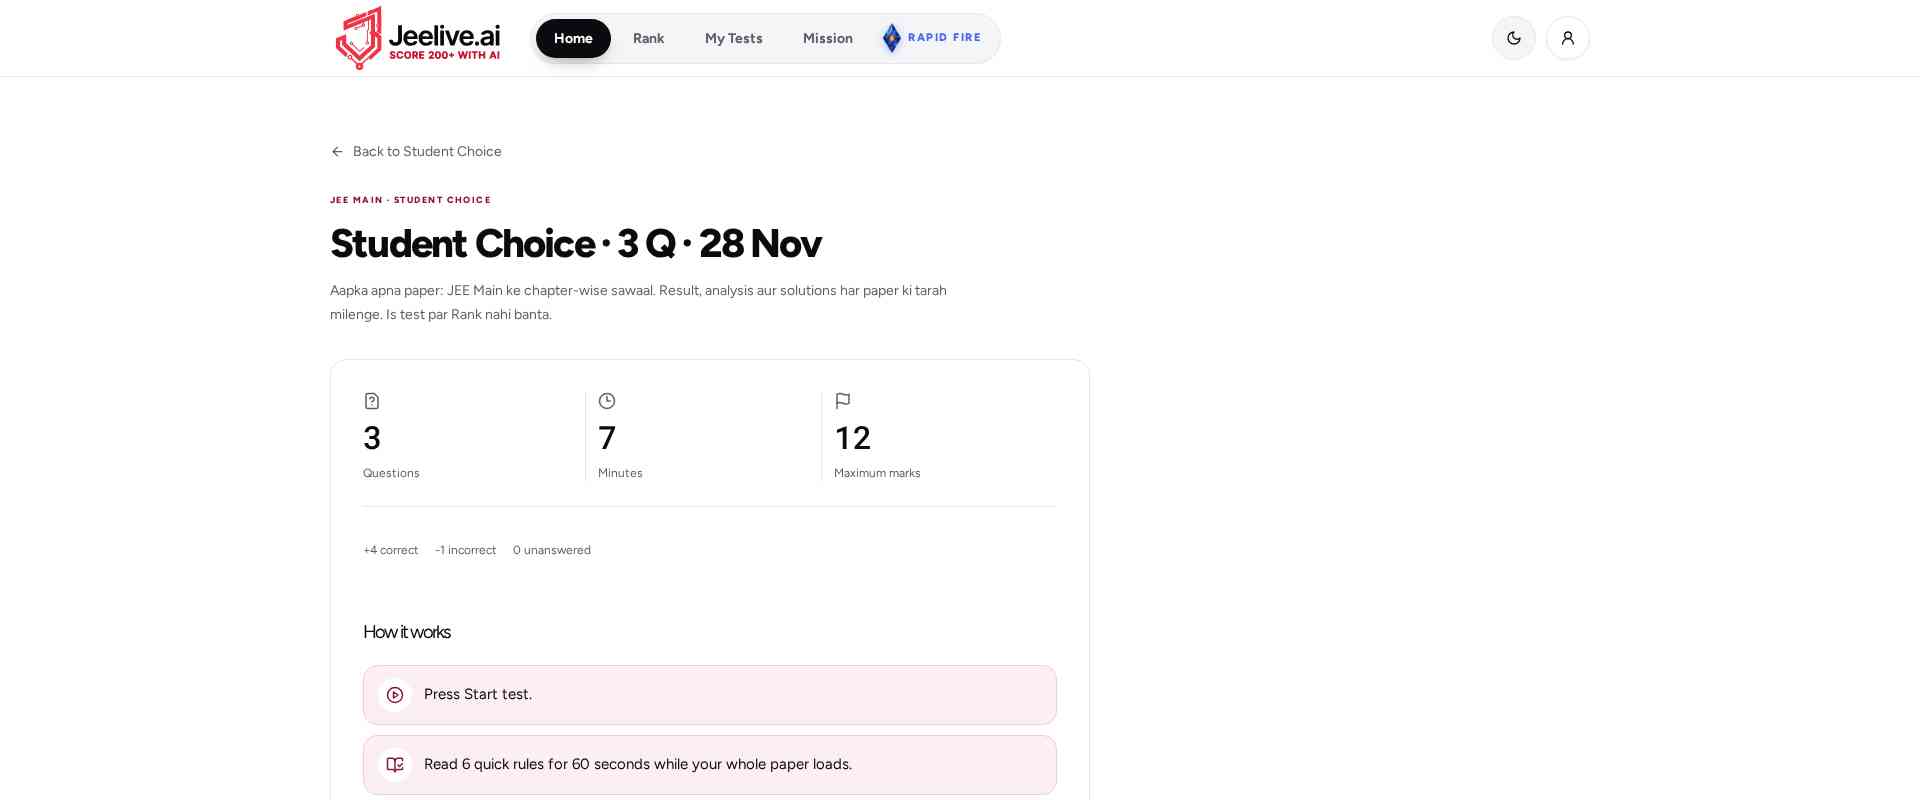 Jeelive.ai
SCORE 200+ WITH AI
Home
Rank
My Tests
Mission
RAPID FIRE
Back to Student Choice
JEE MAIN · STUDENT CHOICE
Student Choice · 3 Q · 28 Nov
Aapka apna paper: JEE Main ke chapter-wise sawaal. Result, analysis aur solutions har paper ki tarah
milenge. Is test par Rank nahi banta.
3
Questions
7
Minutes
12
Maximum marks
+4 correct
-1 incorrect
0 unanswered
How it works
Press Start test.
Read 6 quick rules for 60 seconds while your whole paper loads.